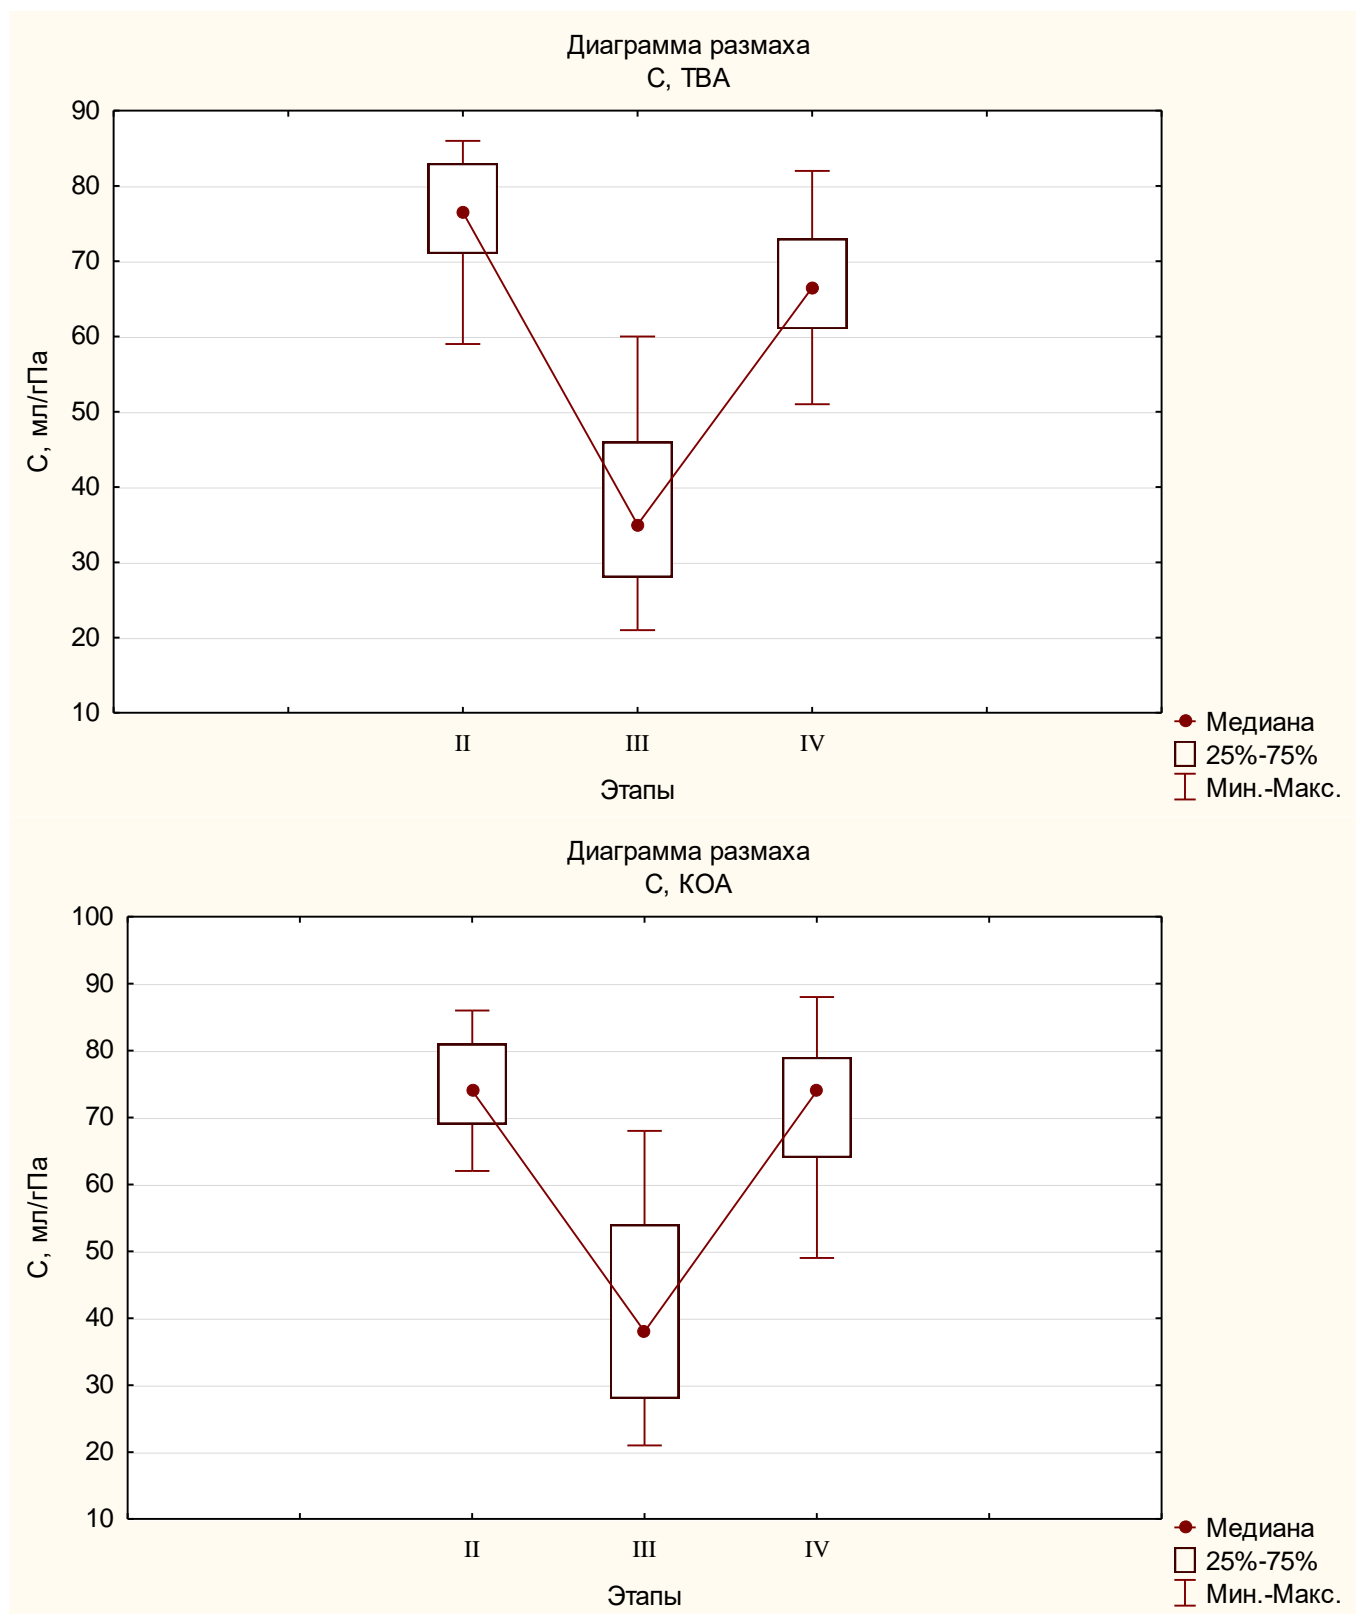 Диаграмма размаха
С, ТВА
90
80
70
60
50
40
30
20
10
С, мл/гПа
II III IV
Этапы
Медиана
25%-75%
Мин.-Макс.
Диаграмма размаха
С, КОА
100
90
80
70
60
50
40
30
20
10
С, мл/гПа
II III IV
Этапы
Медиана
25%-75%
Мин.-Макс.